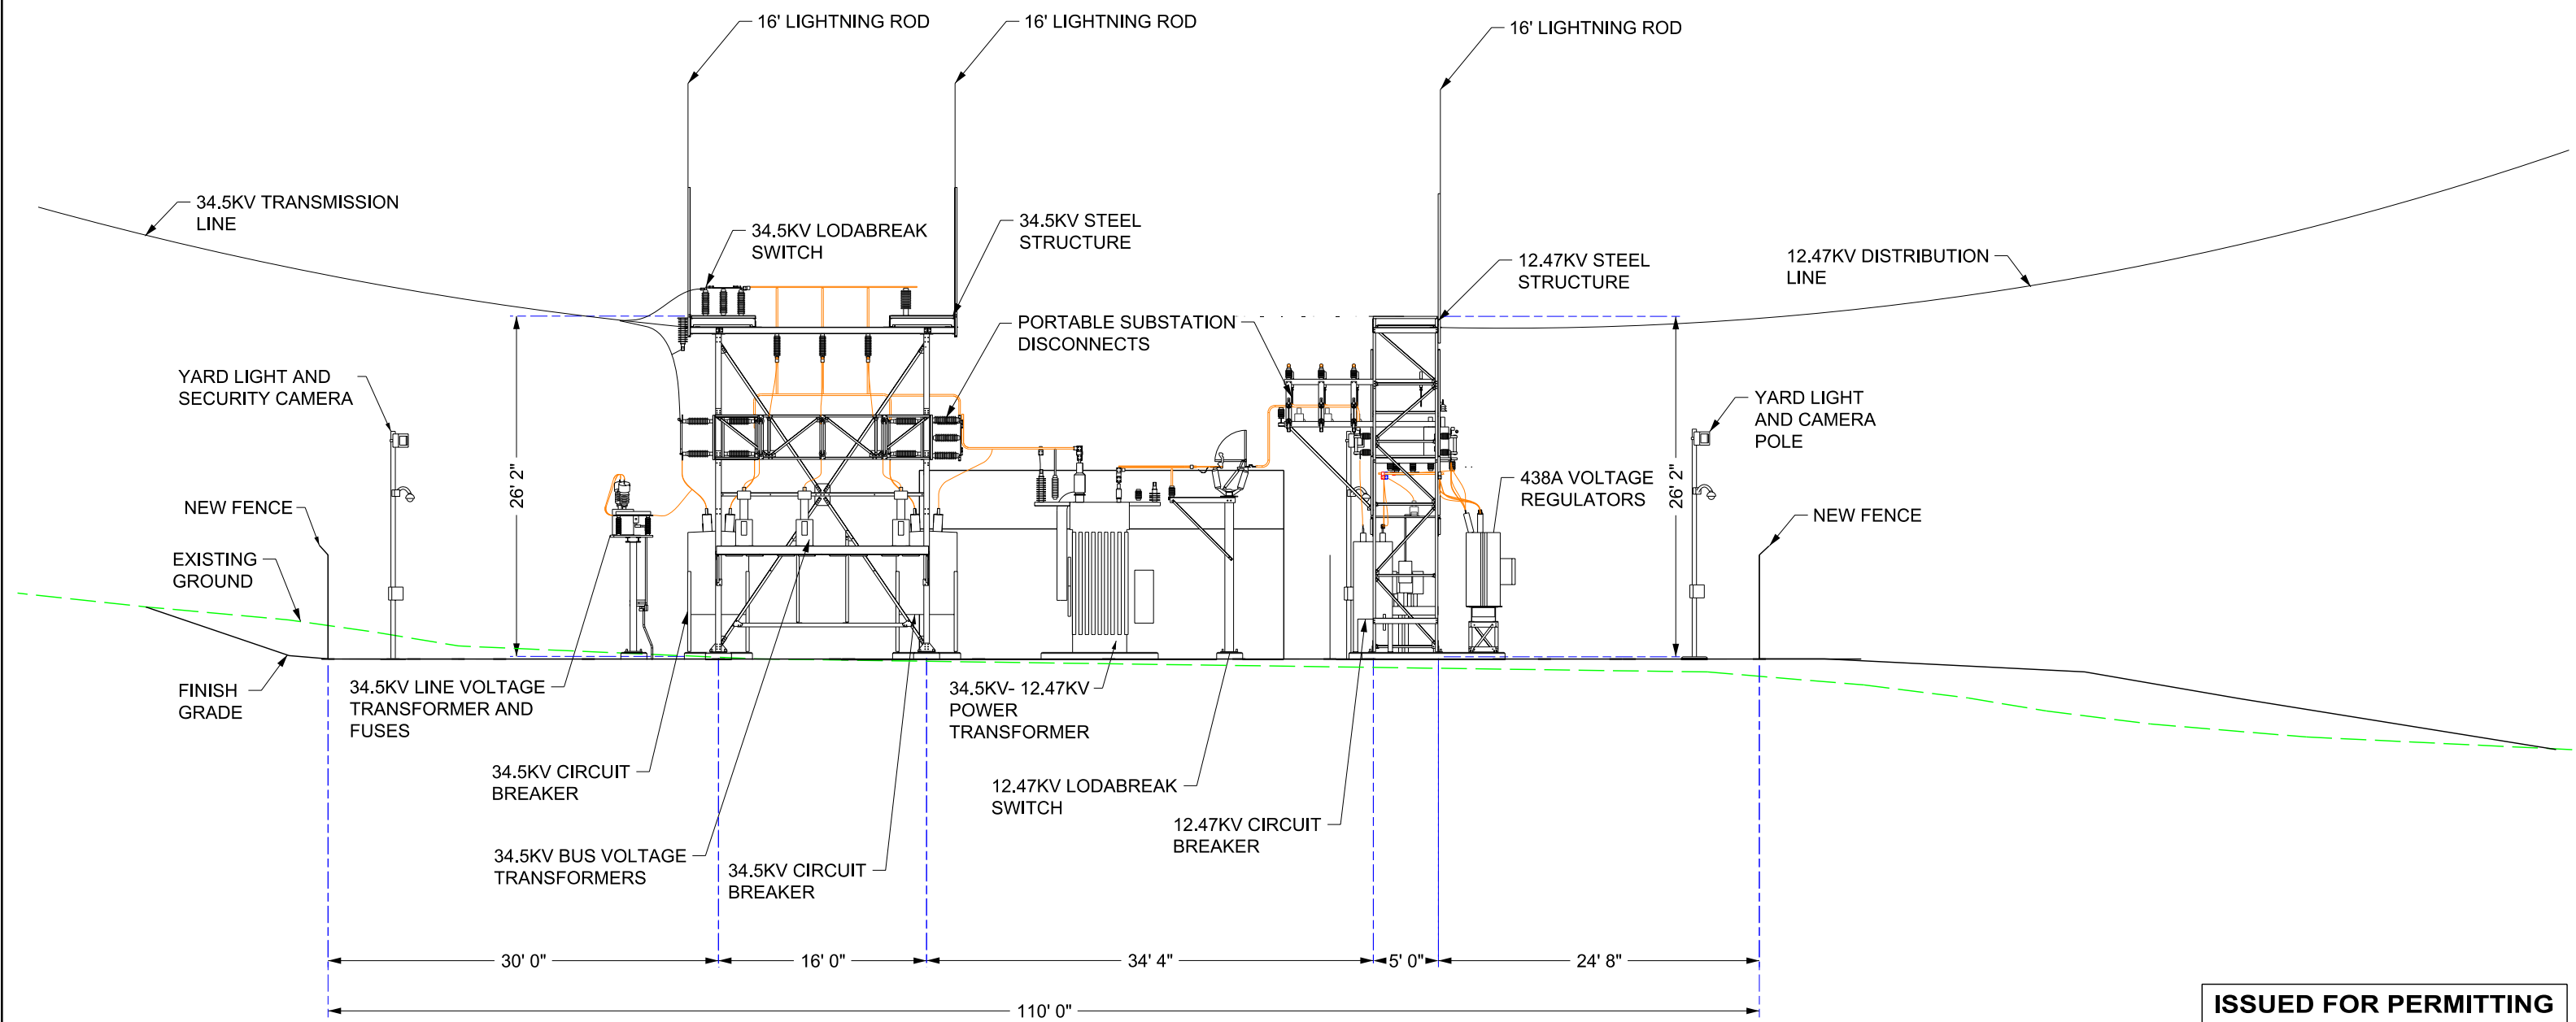 16' LIGHTNING ROD
16' LIGHTNING ROD
16' LIGHTNING ROD
34.5KV TRANSMISSION
LINE
34.5KV LODABREAK
SWITCH
34.5KV STEEL
STRUCTURE
12.47KV STEEL
STRUCTURE
12.47KV DISTRIBUTION
LINE
PORTABLE SUBSTATION
DISCONNECTS
YARD LIGHT AND
SECURITY CAMERA
YARD LIGHT
AND CAMERA
POLE
26' 2"
438A VOLTAGE
REGULATORS
26' 2"
NEW FENCE
NEW FENCE
EXISTING
GROUND
FINISH
GRADE
34.5KV LINE VOLTAGE
TRANSFORMER AND
FUSES
34.5KV- 12.47KV
POWER
TRANSFORMER
34.5KV CIRCUIT
BREAKER
12.47KV LODABREAK
SWITCH
12.47KV CIRCUIT
BREAKER
34.5KV BUS VOLTAGE
TRANSFORMERS
34.5KV CIRCUIT
BREAKER
30' 0"
16' 0"
34' 4"
5' 0"
24' 8"
110' 0"
ISSUED FOR PERMITTING